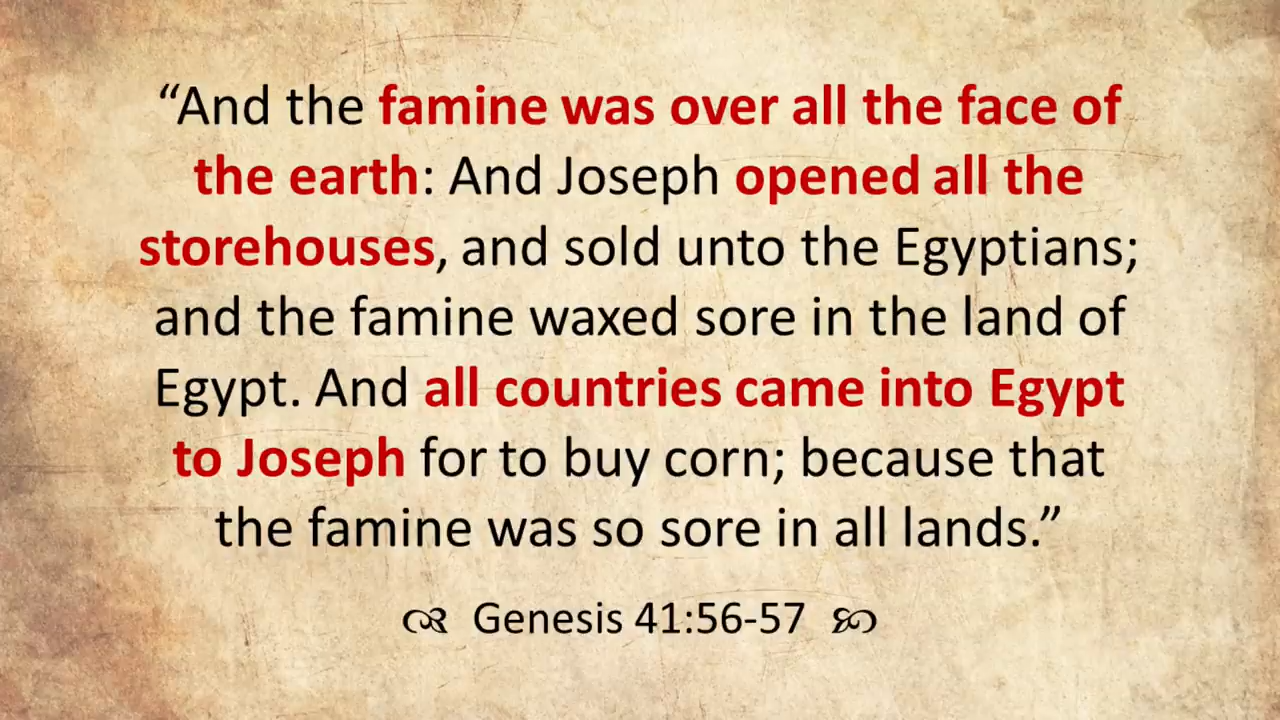 “And the famine was over all the face of
the earth: And Joseph opened all the
storehouses, and sold unto the Egyptians;
and the famine waxed sore in the land of
Egypt. And all countries came into Egypt
to Joseph for to buy corn; because that
the famine was so sore in all lands.”
Genesis 41:56-57